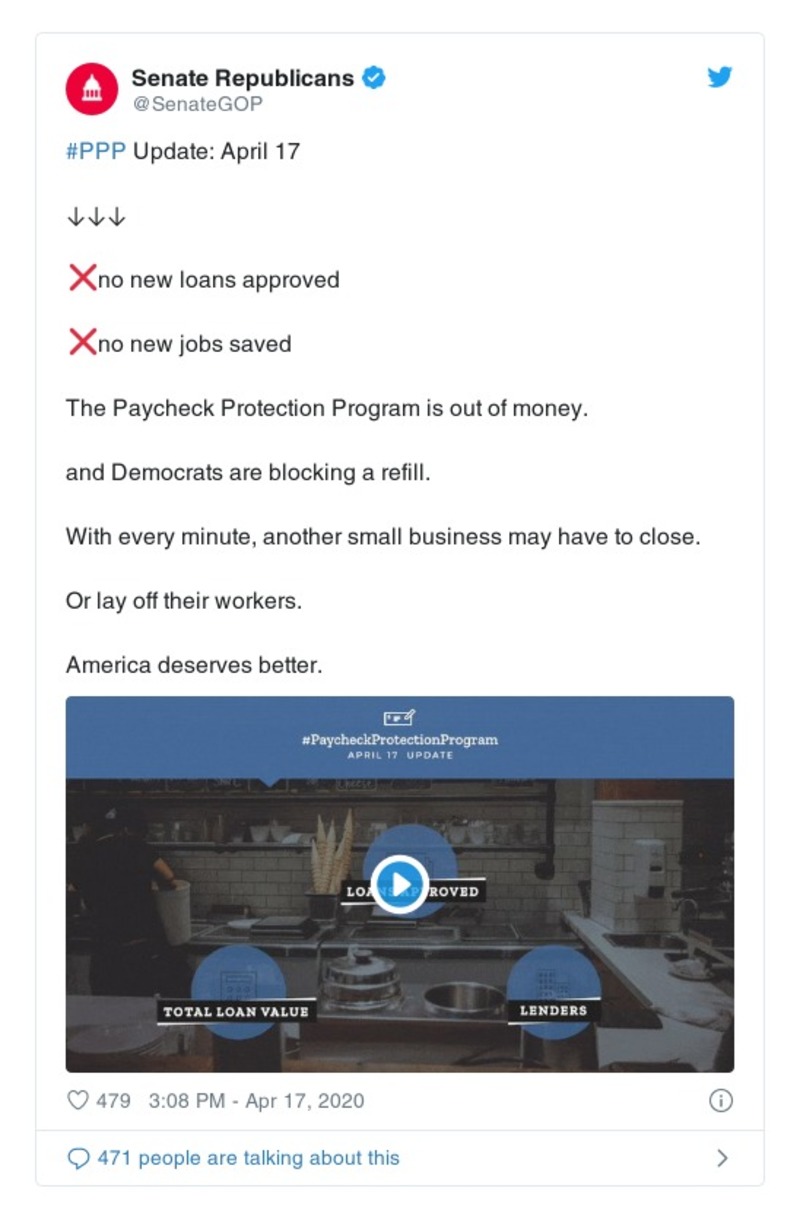 Senate Republicans
@SenateGOP
#PPP Update: April 17
↓↓↓
❌no new loans approved
❌no new jobs saved
The Paycheck Protection Program is out of money.
and Democrats are blocking a refill.
With every minute, another small business may have to close.
Or lay off their workers.
America deserves better.
#PaycheckProtectionProgram
APRIL 17 UPDATE
TOTAL LOAN VALUE
LENDERS
479 3:08 PM - Apr 17, 2020
471 people are talking about this